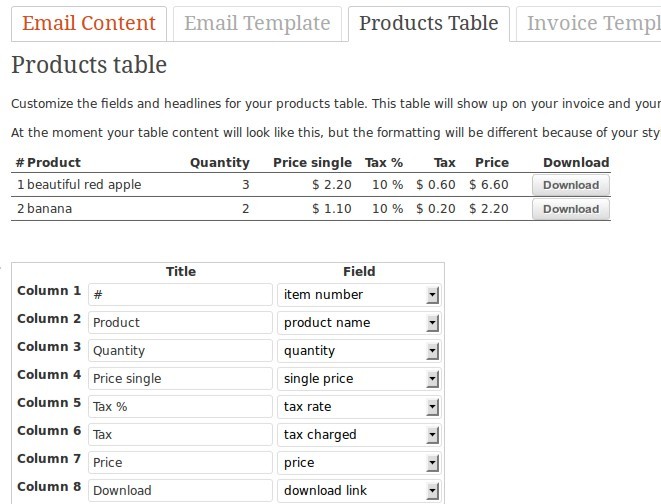 Email Content Email Template Products Table Invoice Templ
Products table
Customize the fields and headlines for your products table. This table will show up on your invoice and your
At the moment your table content will look like this, but the formatting will be different because of your sty
# Product Quantity Price single Tax % Tax Price Download
1 beautiful red apple 3 $ 2.20 10 % $ 0.60 $ 6.60 Download
2 banana 2 $ 1.10 10 % $ 0.20 $ 2.20 Download
Title Field
Column 1 # item number
Column 2 Product product name
Column 3 Quantity quantity
Column 4 Price single single price
Column 5 Tax % tax rate
Column 6 Tax tax charged
Column 7 Price price
Column 8 Download download link